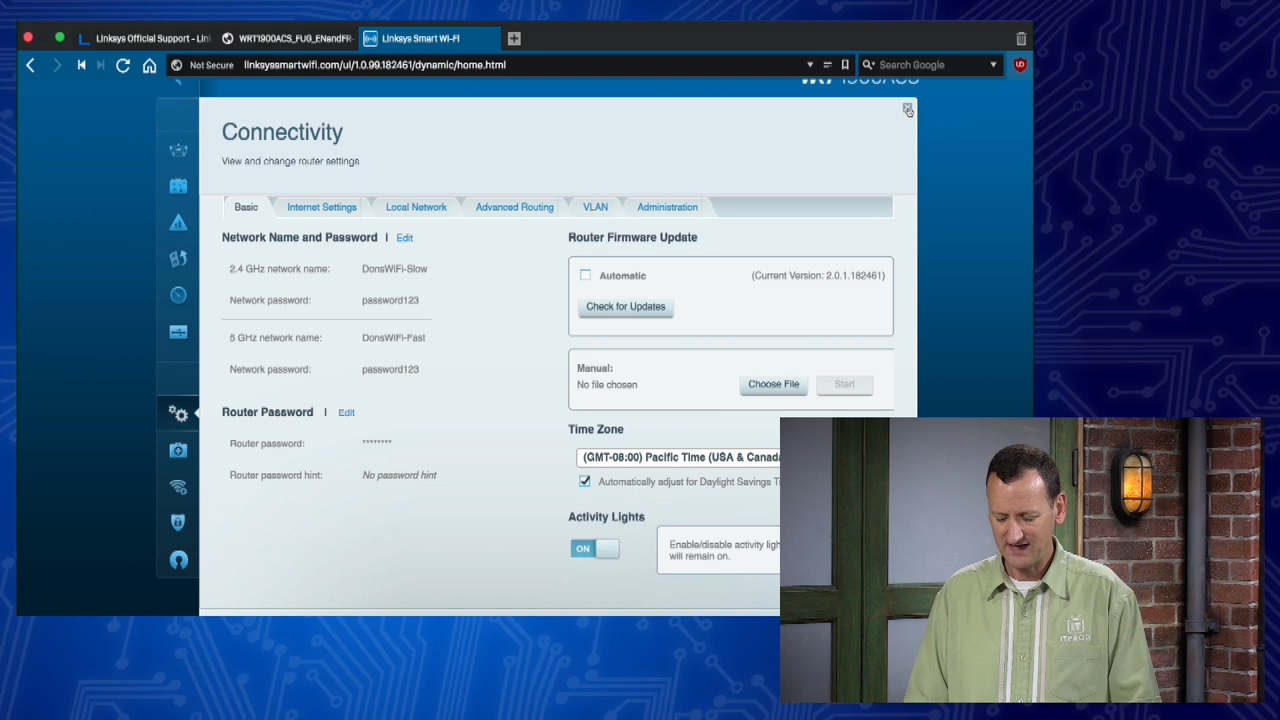 Linksys Official Support - Lin
WRT1900ACS_FUG_ENandFR-
Linksys Smart Wi-Fi
Not Secure
linksyssmartwifi.com/ui/1.0.99.182461/dynamic/home.html
Search Google
Connectivity
View and change router settings
Basic
Internet Settings
Local Network
Advanced Routing
VLAN
Administration
Network Name and Password | Edit
2.4 GHz network name: DonsWiFi-Slow
Network password: password123
5 GHz network name: DonsWiFi-Fast
Network password: password123
Router Password | Edit
Router password: ********
Router password hint: No password hint
Router Firmware Update
Automatic
(Current Version: 2.0.1.182461)
Check for Updates
Manual:
No file chosen
Choose File
Start
Time Zone
(GMT-08:00) Pacific Time (USA & Canada
Automatically adjust for Daylight Savings Ti
Activity Lights
ON
Enable/disable activity ligh
will remain on.
ITPROTV